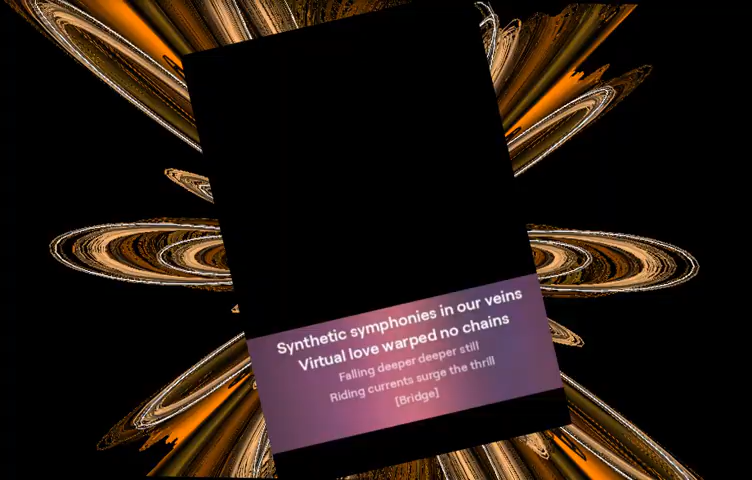 Synthetic symphonies in our veins
Virtual love warped no chains
Falling deeper deeper still
Riding currents surge the thrill
[Bridge]